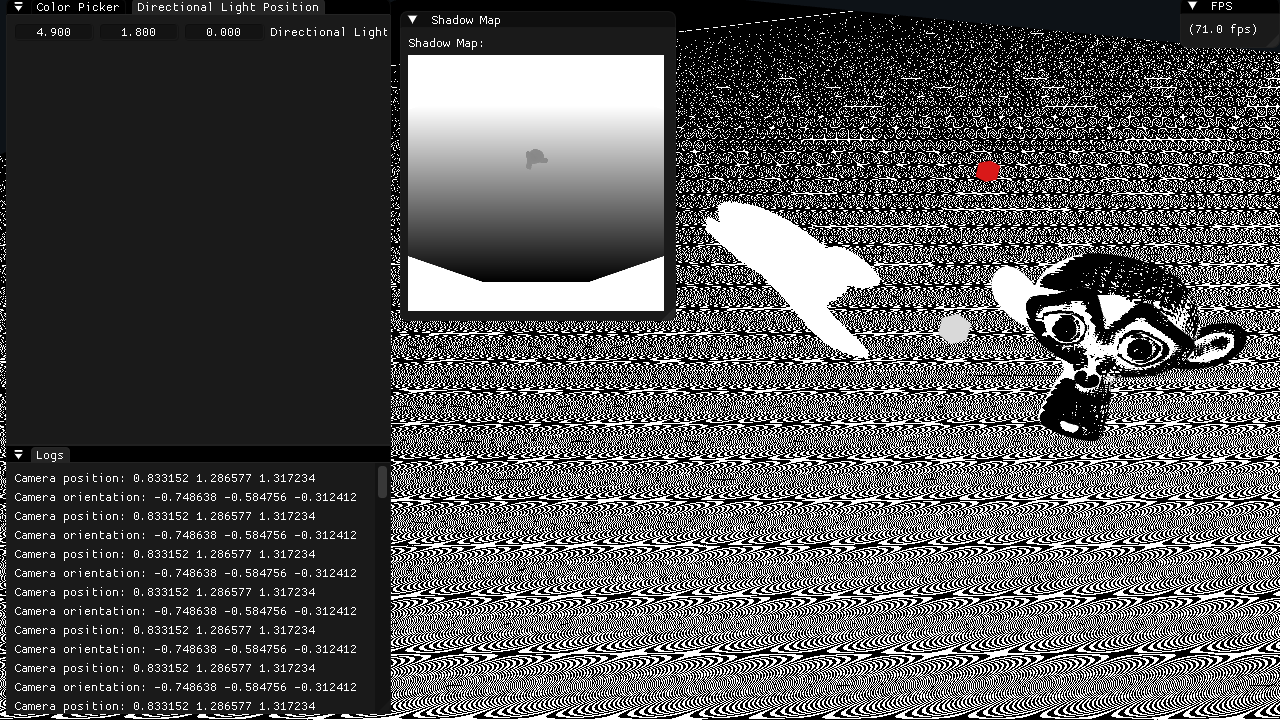 Color Picker Directional Light Position
4.900 1.800 0.000 Directional Light
Shadow Map
Shadow Map:
FPS
(71.0 fps)
Logs
Camera position: 0.833152 1.286577 1.317234
Camera orientation: -0.748638 -0.584756 -0.312412
Camera position: 0.833152 1.286577 1.317234
Camera orientation: -0.748638 -0.584756 -0.312412
Camera position: 0.833152 1.286577 1.317234
Camera orientation: -0.748638 -0.584756 -0.312412
Camera position: 0.833152 1.286577 1.317234
Camera orientation: -0.748638 -0.584756 -0.312412
Camera position: 0.833152 1.286577 1.317234
Camera orientation: -0.748638 -0.584756 -0.312412
Camera position: 0.833152 1.286577 1.317234
Camera orientation: -0.748638 -0.584756 -0.312412
Camera position: 0.833152 1.286577 1.317234